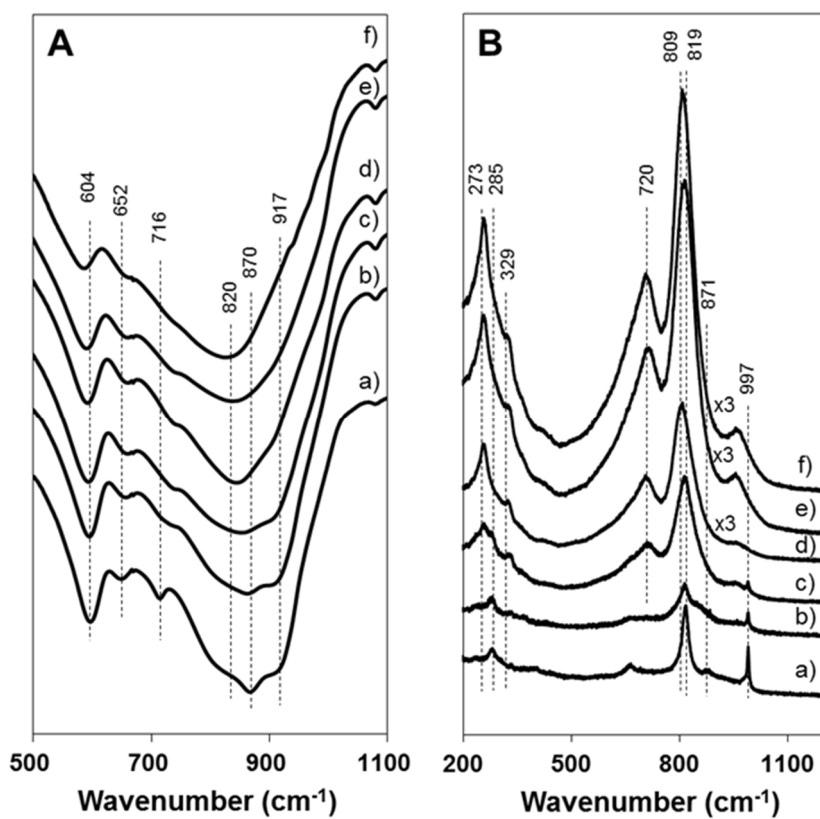 A
f)
e)
d)
c)
b)
a)
604
652
716
820
870
917
500
700
900
1100
Wavenumber (cm-1)
B
809
819
273
285
329
720
871
997
x3
x3
x3
f)
e)
d)
c)
b)
a)
200
500
800
1100
Wavenumber (cm-1)